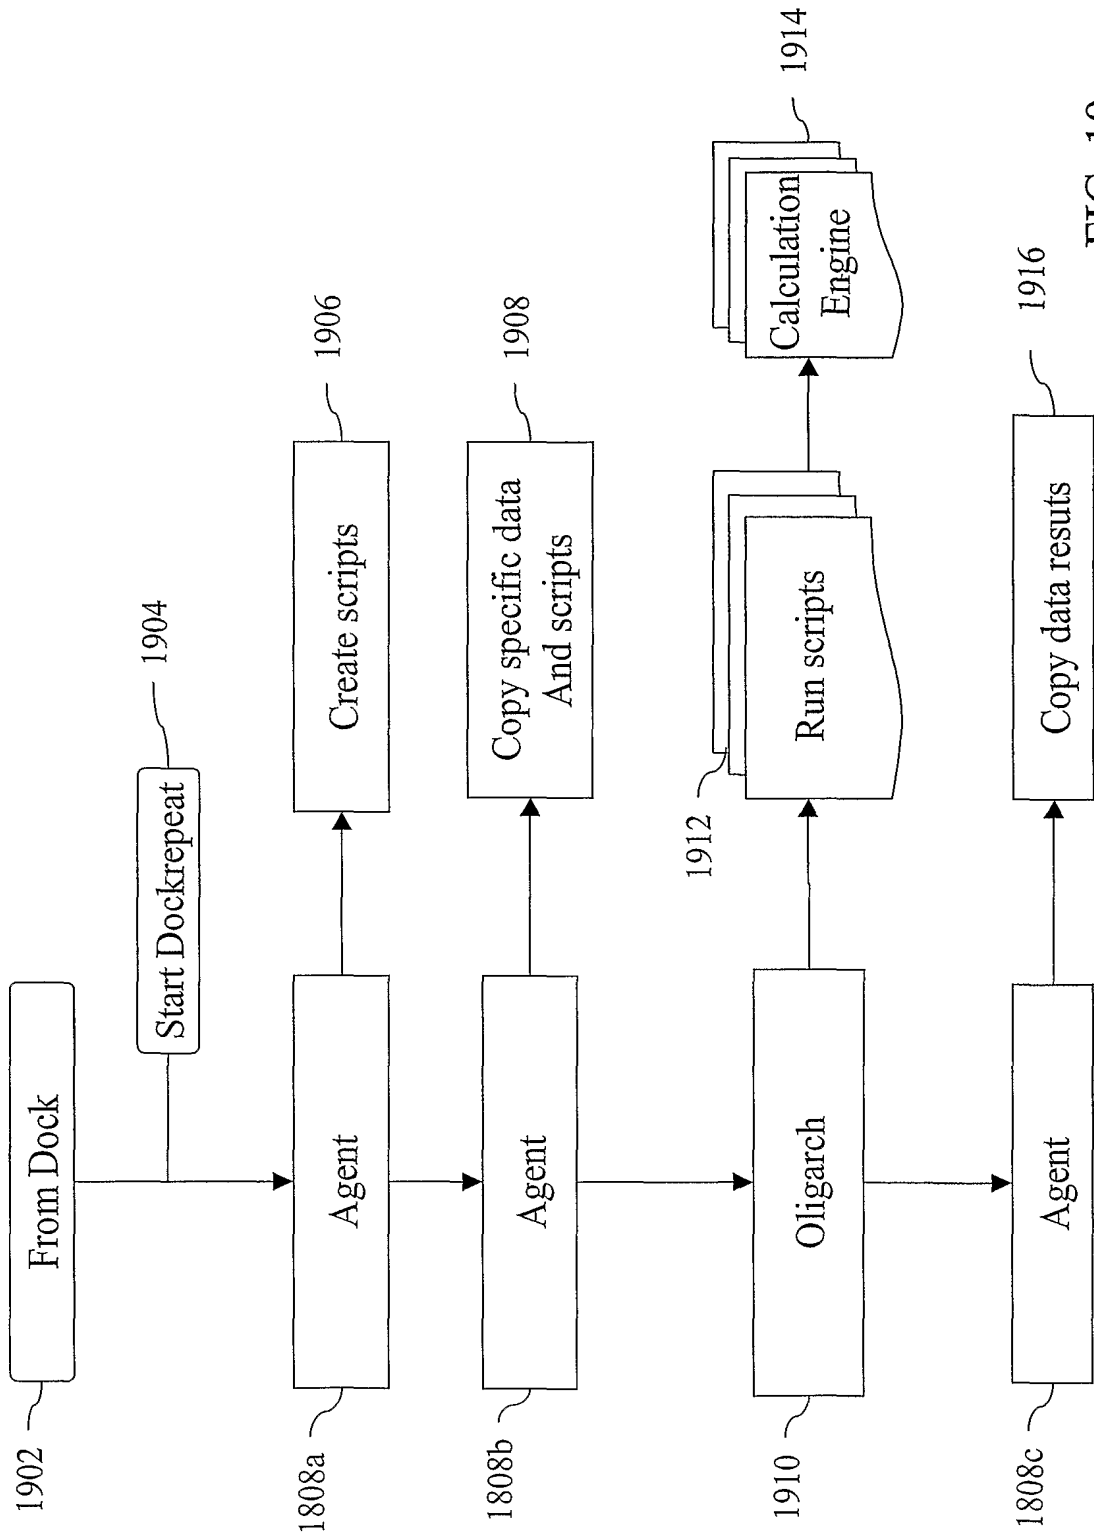 1902
From Dock
Start Dockrepeat
1904
1808a
Agent
Create scripts
1906
1808b
Agent
Copy specific data
And scripts
1908
1910
Oligarch
1912
Run scripts
Calculation
Engine
1914
1808c
Agent
Copy data resuts
1916
FIG.